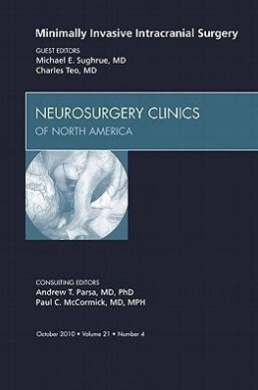 Minimally Invasive Intracranial Surgery
GUEST EDITORS
Michael E. Sughrue, MD
Charles Teo, MD
NEUROSURGERY CLINICS
OF NORTH AMERICA
CONSULTING EDITORS
Andrew T. Parsa, MD, PhD
Paul C. McCormick, MD, MPH
October 2010 • Volume 21 • Number 4